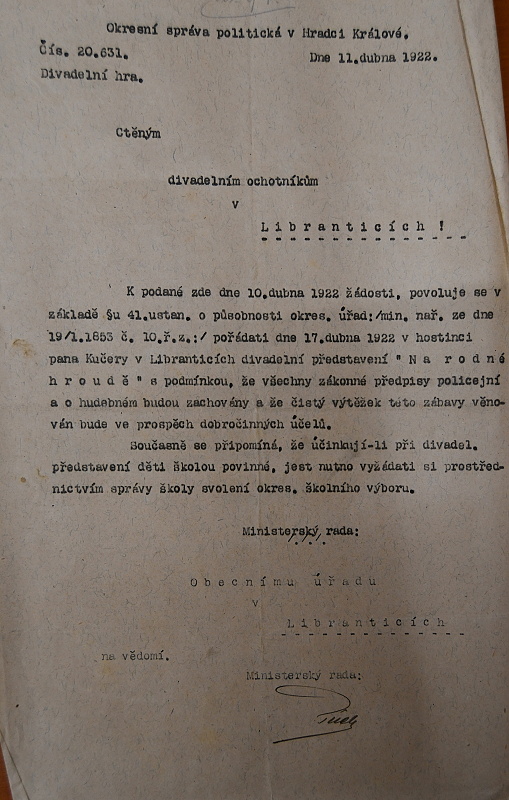 Okresní správa politická v Hradci Králové.
Čís. 20.631. Dne 11.dubna 1922.
Divadelní hra.
Ctěným
divadelním ochotníkům
v
Libranticích !
K podané zde dne 10.dubna 1922 žádosti, povoluje se v
základě §u 41.ustan. o působnosti okres. úřad:/min. nař. ze dne
19/1.1853 č. 10.ř.z.:/ pořádati dne 17.dubna 1922 v hostinci
pana Kučery v Libranticích divadelní představení " Na rodné
hroudě " s podmínkou, že všechny zákonné předpisy policejní
a o hudebném budou zachovány a že čistý výtěžek této zábavy věno-
ván bude ve prospěch dobročinných účelů.
Současně se připomíná, že účinkují-li při divadel.
představení děti školou povinné, jest nutno vyžádati si prostřed-
nictvím správy školy svolení okres. školního výboru.
Ministerský rada:
Obecnímu úřadu
v
Libranticích
na vědomí.
Ministerský rada: